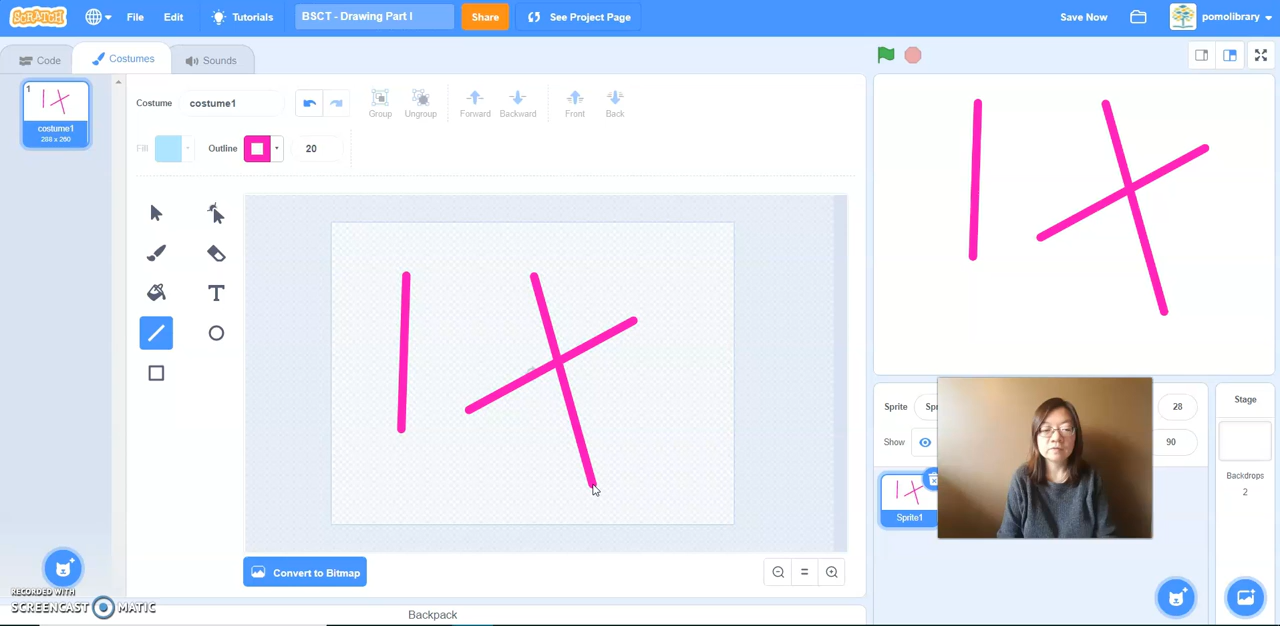 SCRATCH File Edit Tutorials BSCT - Drawing Part I Share See Project Page Save Now pomolibrary
Code Costumes Sounds
1
costume1
288 x 260
Costume costume1 Group Ungroup Forward Backward Front Back
Fill Outline 20
T
Convert to Bitmap
Backpack
RECORDED WITH
SCREENCAST MATIC
Sprite Spr 28
Show 90
Sprite1
Stage
Backdrops
2